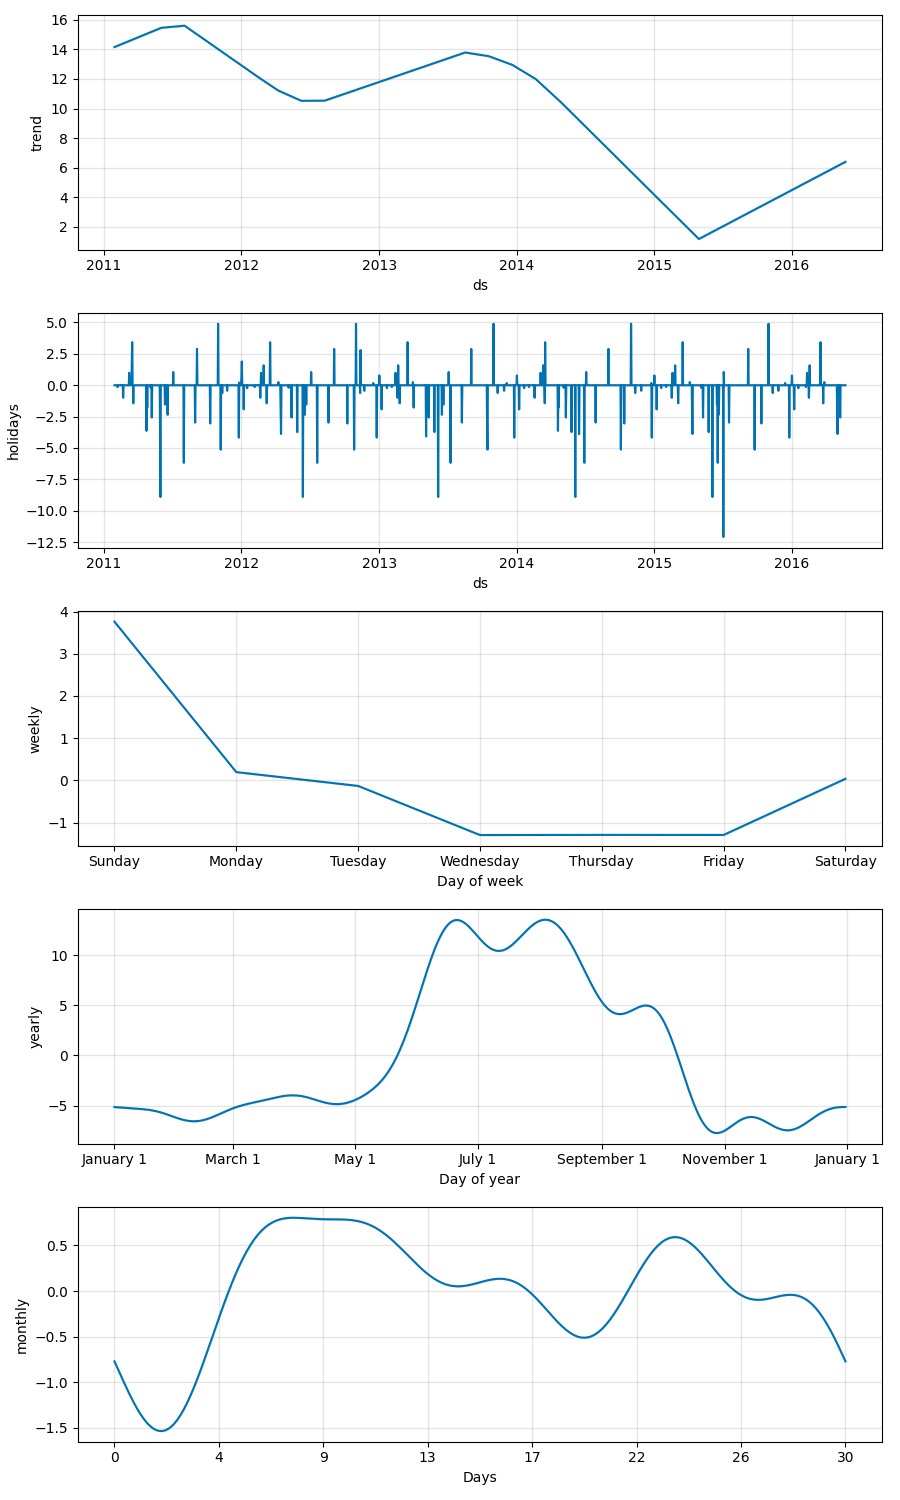 16
14
12
10
8
6
4
2
trend
2011 2012 2013 2014 2015 2016
ds
5.0
2.5
0.0
−2.5
−5.0
−7.5
−10.0
−12.5
holidays
2011 2012 2013 2014 2015 2016
ds
4
3
2
1
0
−1
weekly
Sunday Monday Tuesday Wednesday Thursday Friday Saturday
Day of week
10
5
0
−5
yearly
January 1 March 1 May 1 July 1 September 1 November 1 January 1
Day of year
0.5
0.0
−0.5
−1.0
−1.5
monthly
0 4 9 13 17 22 26 30
Days